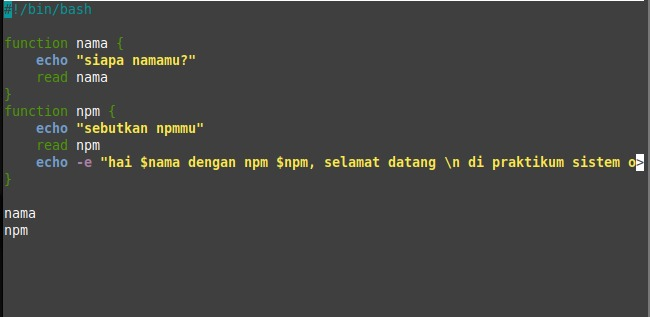 #!/bin/bash
function nama {
    echo "siapa namamu?"
    read nama
}
function npm {
    echo "sebutkan npmmu"
    read npm
    echo -e "hai $nama dengan npm $npm, selamat datang \n di praktikum sistem o>
}
nama
npm